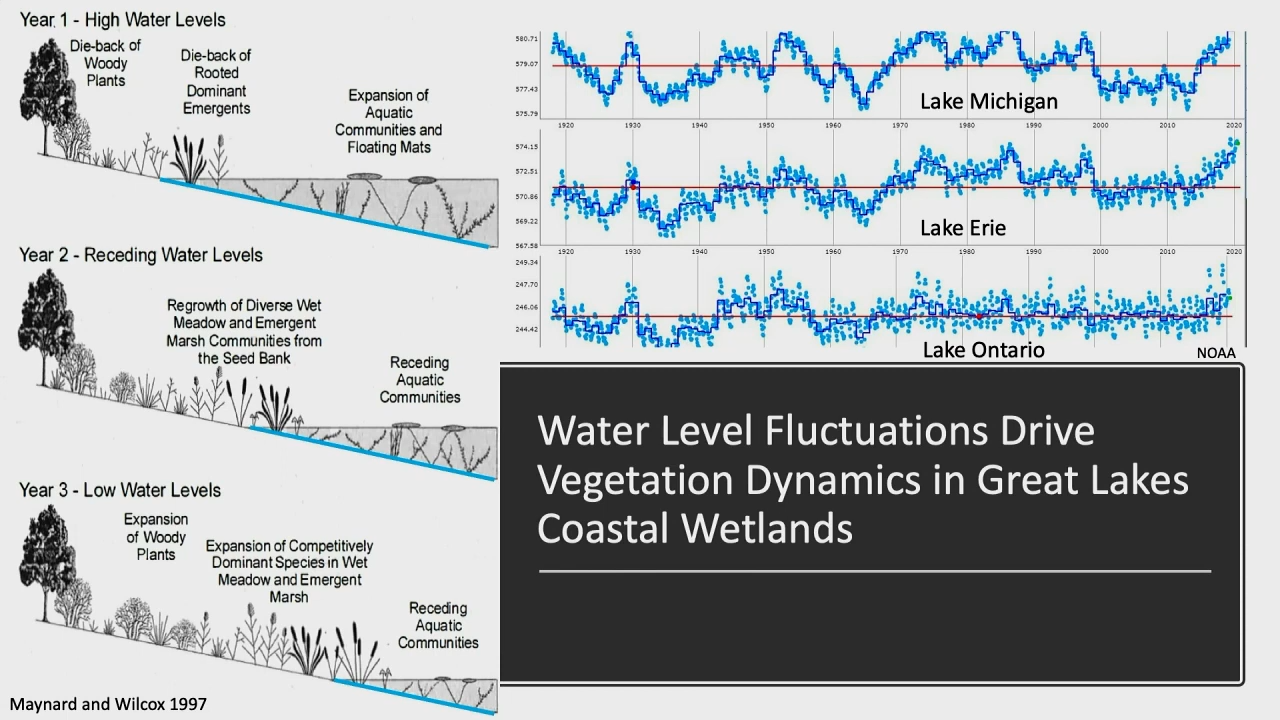 Year 1 - High Water Levels
Die-back of
Woody
Plants
Die-back of
Rooted
Dominant
Emergents
Expansion of
Aquatic
Communities and
Floating Mats
Year 2 - Receding Water Levels
Regrowth of Diverse Wet
Meadow and Emergent
Marsh Communities from
the Seed Bank
Receding
Aquatic
Communities
Year 3 - Low Water Levels
Expansion
of Woody
Plants
Expansion of Competitively
Dominant Species in Wet
Meadow and Emergent
Marsh
Receding
Aquatic
Communities
Maynard and Wilcox 1997
580.71
579.07
577.43
575.79
Lake Michigan
1920 1930 1940 1950 1960 1970 1980 1990 2000 2010 2020
574.15
572.51
570.86
569.22
567.58
Lake Erie
1920 1930 1940 1950 1960 1970 1980 1990 2000 2010 2020
249.34
247.70
246.06
244.42
Lake Ontario
NOAA
Water Level Fluctuations Drive
Vegetation Dynamics in Great Lakes
Coastal Wetlands